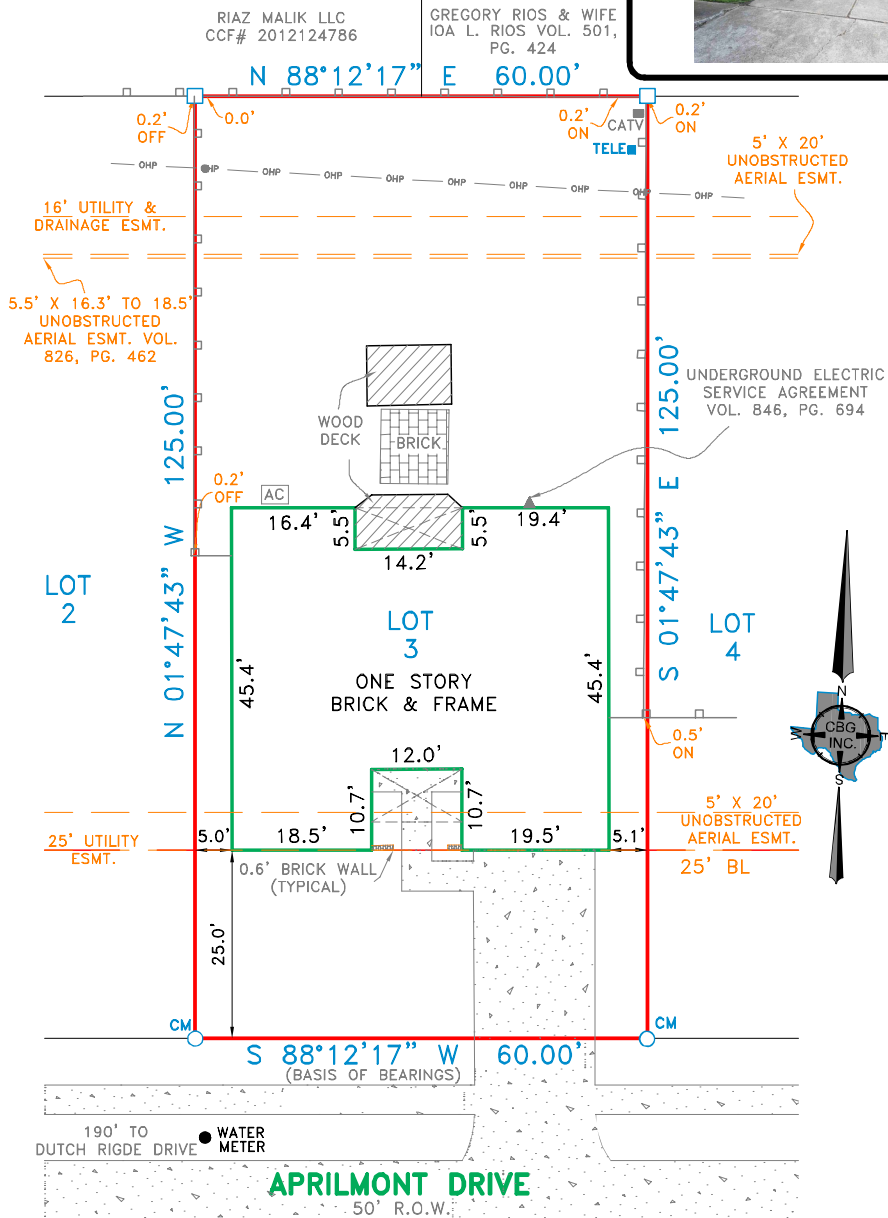 RIAZ MALIK LLC
CCF# 2012124786
GREGORY RIOS & WIFE
IOA L. RIOS VOL. 501,
PG. 424
N 88°12'17" E 60.00'
0.2'
OFF
0.0'
0.2'
ON
CATV
TELE
0.2'
ON
5' X 20'
UNOBSTRUCTED
AERIAL ESMT.
OHP
OHP
OHP
OHP
OHP
OHP
OHP
OHP
OHP
OHP
16' UTILITY &
DRAINAGE ESMT.
5.5' X 16.3' TO 18.5'
UNOBSTRUCTED
AERIAL ESMT. VOL.
826, PG. 462
N 01°47'43" W 125.00'
S 01°47'43" E 125.00'
UNDERGROUND ELECTRIC
SERVICE AGREEMENT
VOL. 846, PG. 694
WOOD
DECK
BRICK
0.2'
OFF
AC
16.4'
5.5'
14.2'
5.5'
19.4'
LOT
2
LOT
3
LOT
4
ONE STORY
BRICK & FRAME
45.4'
45.4'
N
W
E
S
CBG
INC.
0.5'
ON
12.0'
10.7'
10.7'
5' X 20'
UNOBSTRUCTED
AERIAL ESMT.
25' UTILITY
ESMT.
5.0'
18.5'
19.5'
5.1'
25' BL
0.6' BRICK WALL
(TYPICAL)
25.0'
CM
CM
S 88°12'17" W 60.00'
(BASIS OF BEARINGS)
190' TO
DUTCH RIGDE DRIVE
WATER
METER
APRILMONT DRIVE
50' R.O.W.